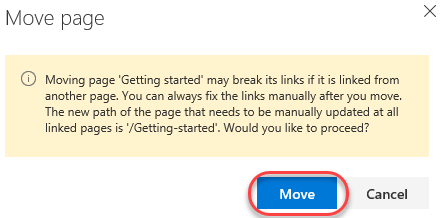 Move page
Moving page 'Getting started' may break its links if it is linked from
another page. You can always fix the links manually after you move.
The new path of the page that needs to be manually updated at all
linked pages is '/Getting-started'. Would you like to proceed?
Move Cancel